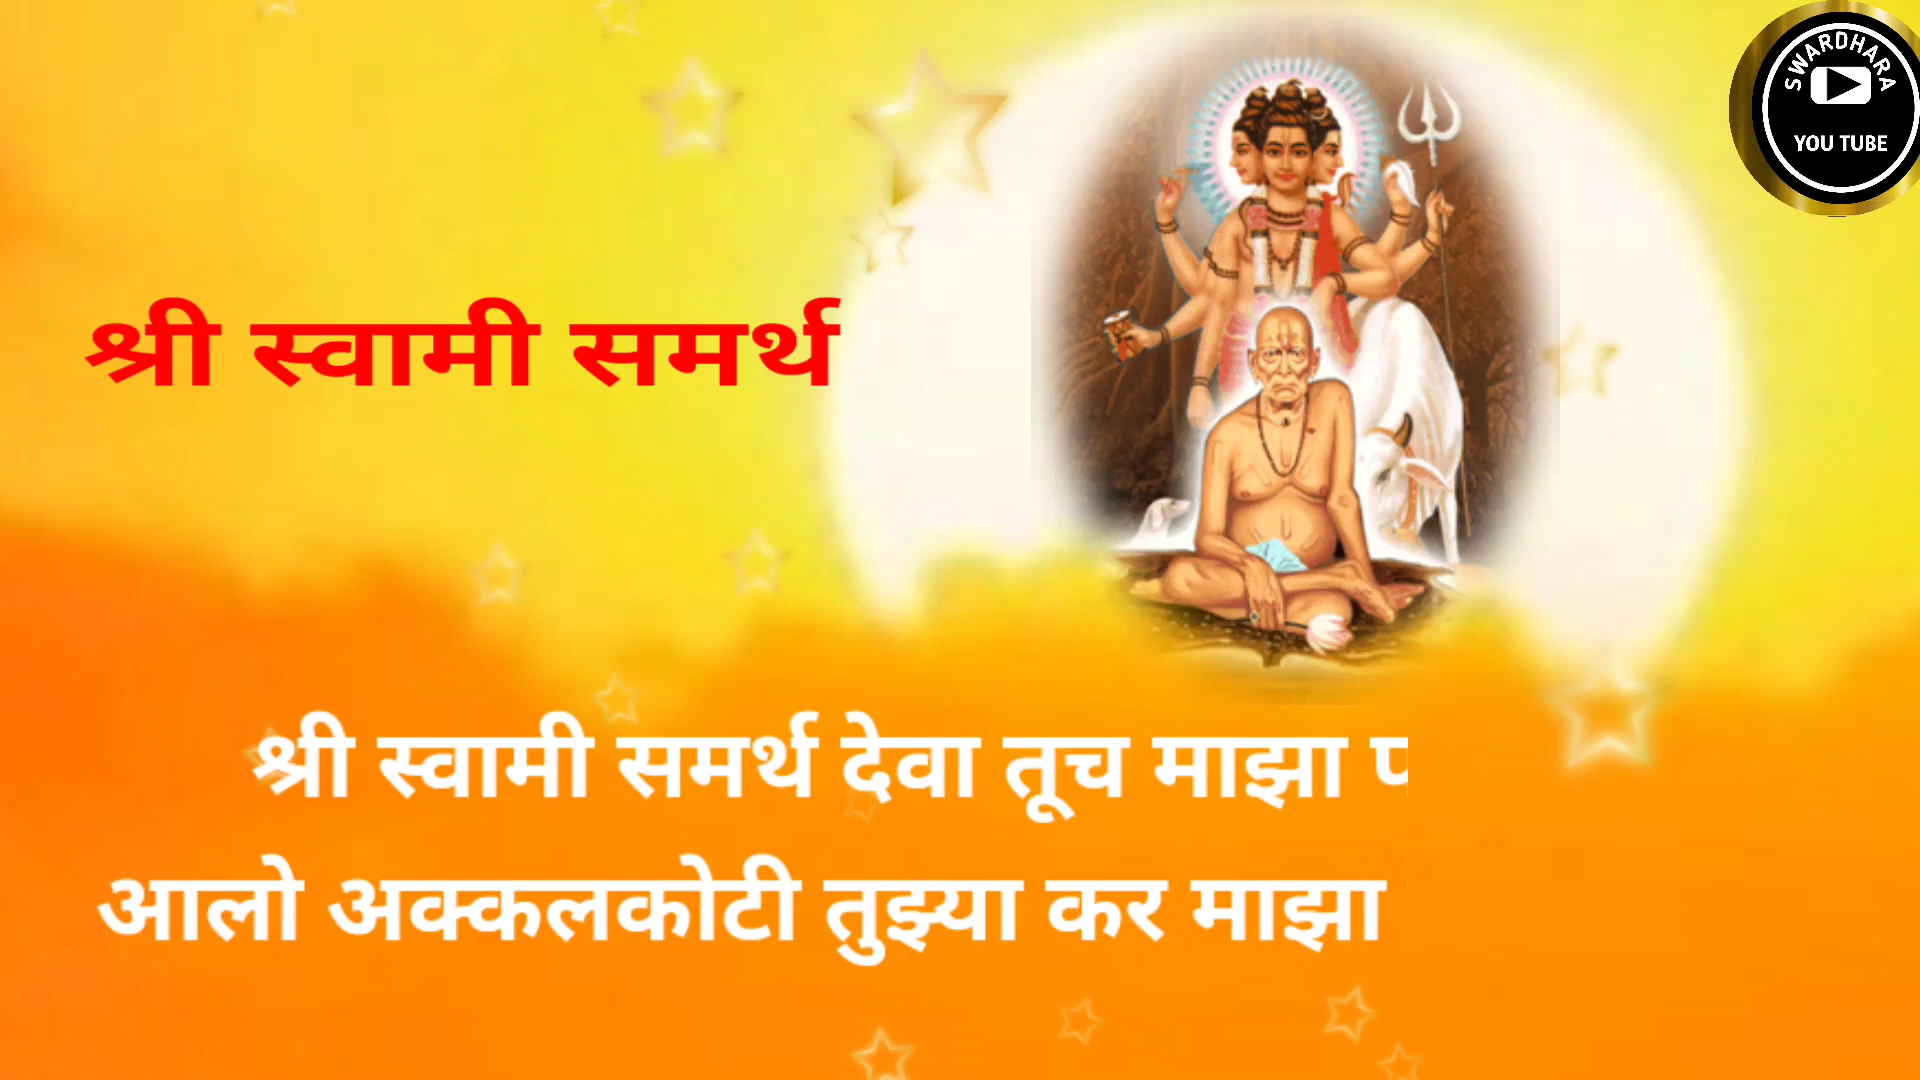 SWARDHARA
YOU TUBE
श्री स्वामी समर्थ
श्री स्वामी समर्थ देवा तूच माझा
आलो अक्कलकोटी तुझ्या कर माझा